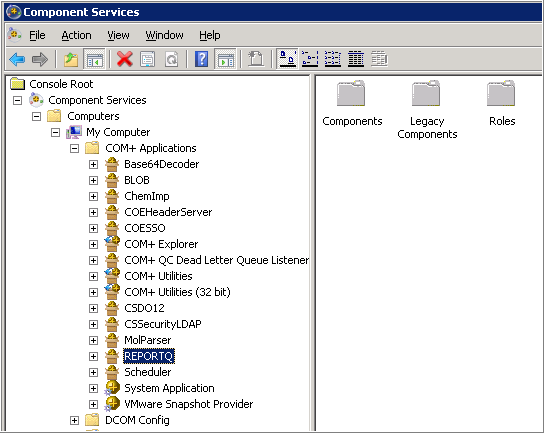 Component Services
File Action View Window Help
Console Root
Component Services
Computers
My Computer
COM+ Applications
Base64Decoder
BLOB
ChemImp
COEHeaderServer
COESSO
COM+ Explorer
COM+ QC Dead Letter Queue Listener
COM+ Utilities
COM+ Utilities (32 bit)
CSDO12
CSSecurityLDAP
MolParser
REPORTQ
Scheduler
System Application
VMware Snapshot Provider
DCOM Config
Components
Legacy
Components
Roles